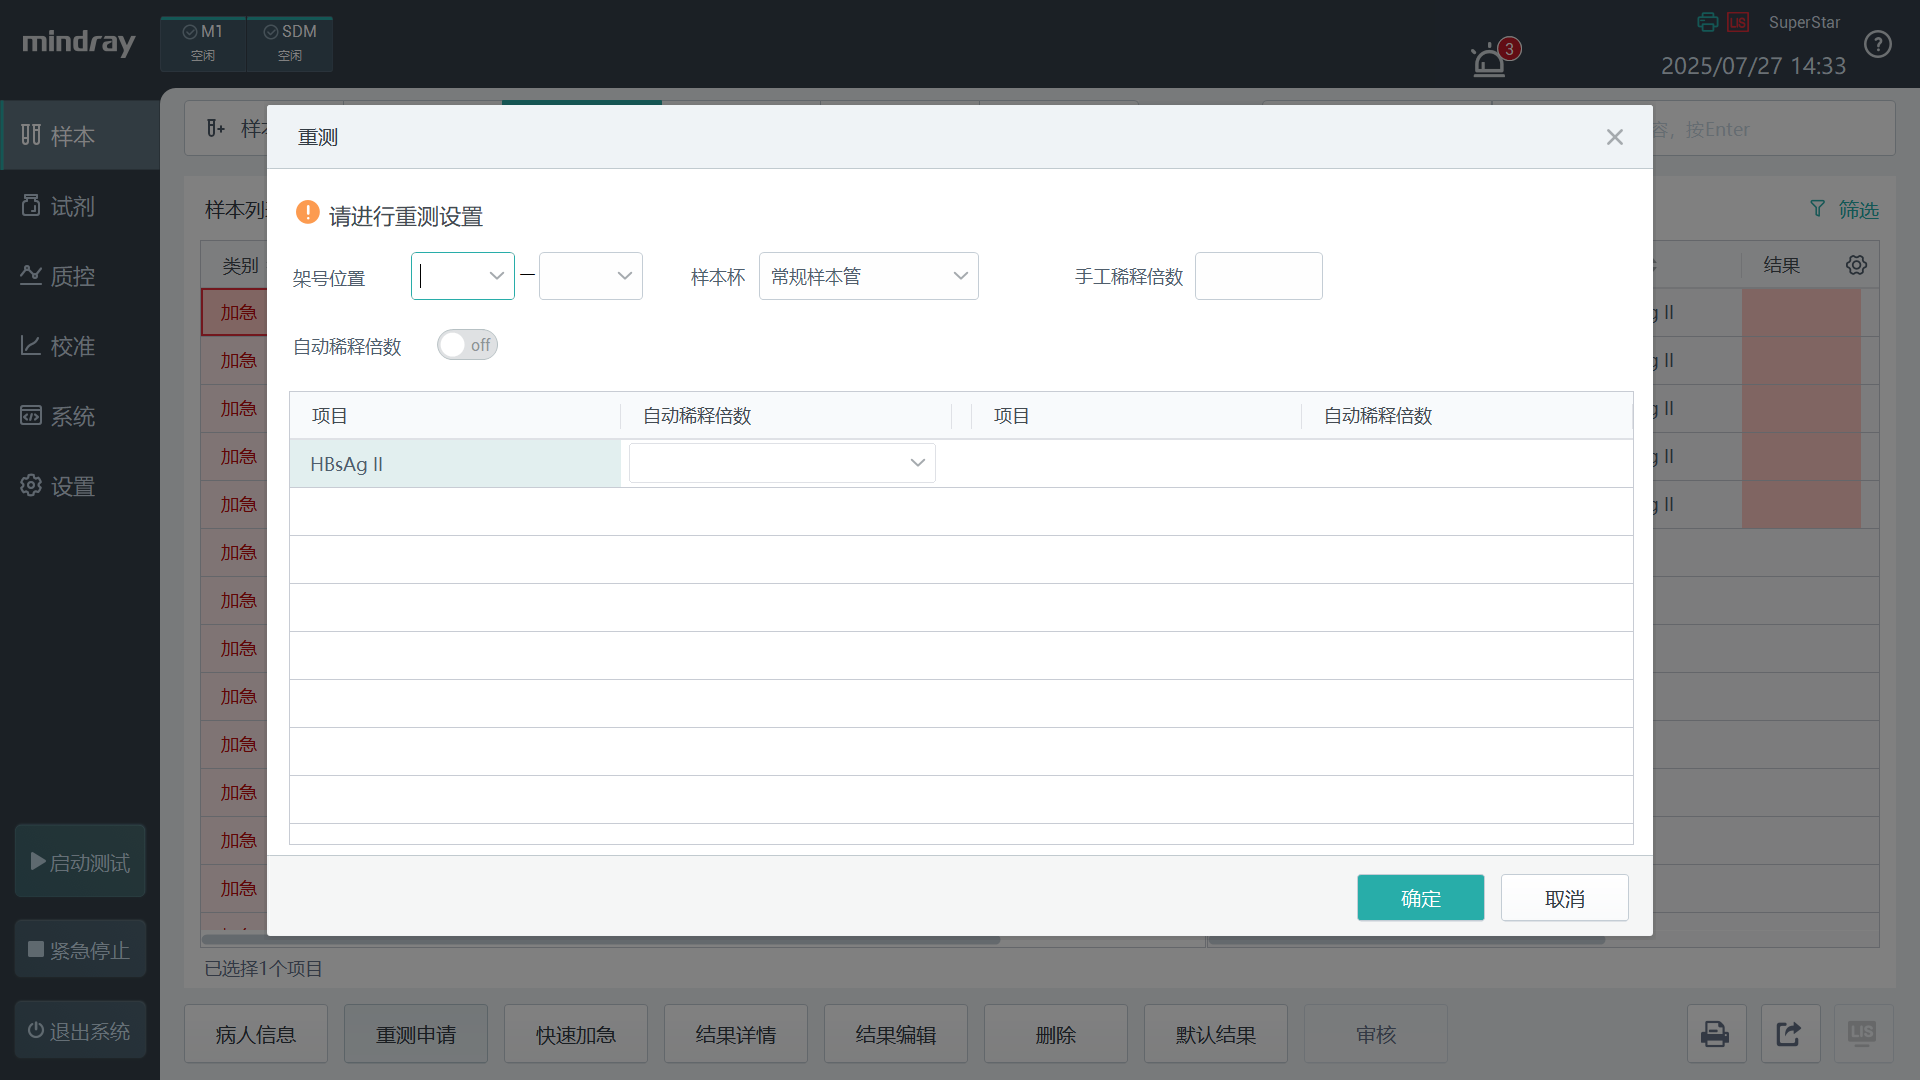 mindray
M1
空闲
SDM
空闲
3
LIS
SuperStar
2025/07/27 14:33
?
样本
试剂
质控
校准
系统
设置
启动测试
紧急停止
退出系统
容，按Enter
筛选
样本列
类别
加急
加急
加急
加急
加急
加急
加急
加急
加急
加急
加急
加急
加急
结果
g II
g II
g II
g II
g II
重测
请进行重测设置
架号位置
—
样本杯
常规样本管
手工稀释倍数
自动稀释倍数
off
项目
自动稀释倍数
项目
自动稀释倍数
HBsAg II
确定
取消
已选择1个项目
病人信息
重测申请
快速加急
结果详情
结果编辑
删除
默认结果
审核
LIS